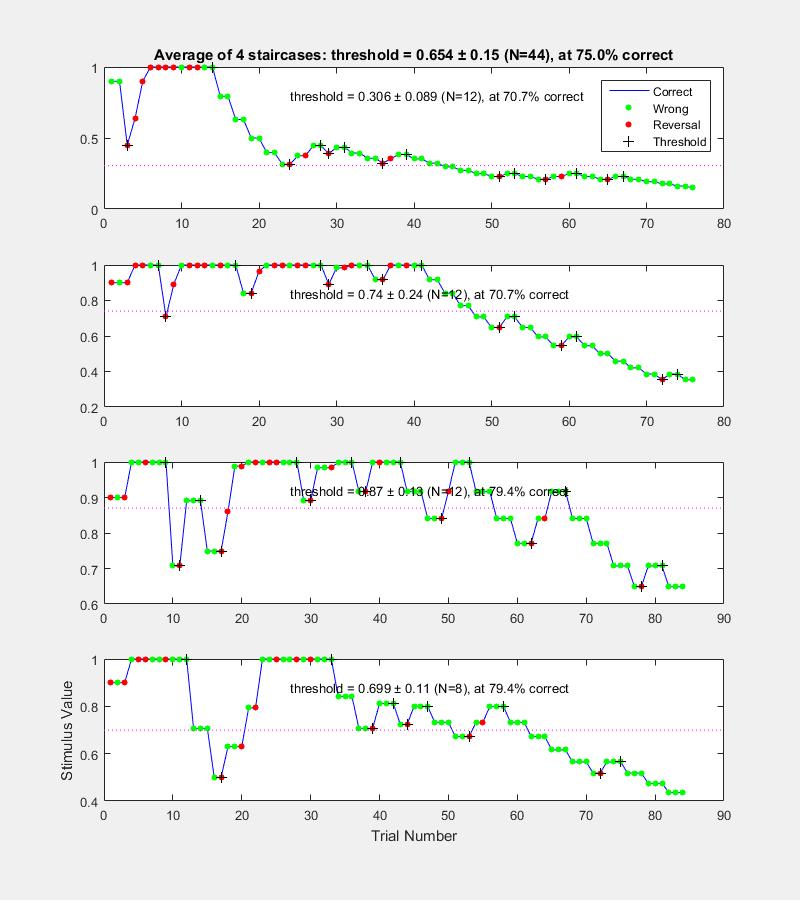 Average of 4 staircases: threshold = 0.654 ± 0.15 (N=44), at 75.0% correct
1
0.5
0
threshold = 0.306 ± 0.089 (N=12), at 70.7% correct
Correct
Wrong
Reversal
Threshold
0 10 20 30 40 50 60 70 80
1
0.8
0.6
0.4
0.2
threshold = 0.74 ± 0.24 (N=12), at 70.7% correct
0 10 20 30 40 50 60 70 80
1
0.9
0.8
0.7
0.6
threshold = 0.87 ± 0.13 (N=12), at 79.4% correct
0 10 20 30 40 50 60 70 80 90
1
0.8
0.6
0.4
threshold = 0.699 ± 0.11 (N=8), at 79.4% correct
Stimulus Value
0 10 20 30 40 50 60 70 80 90
Trial Number